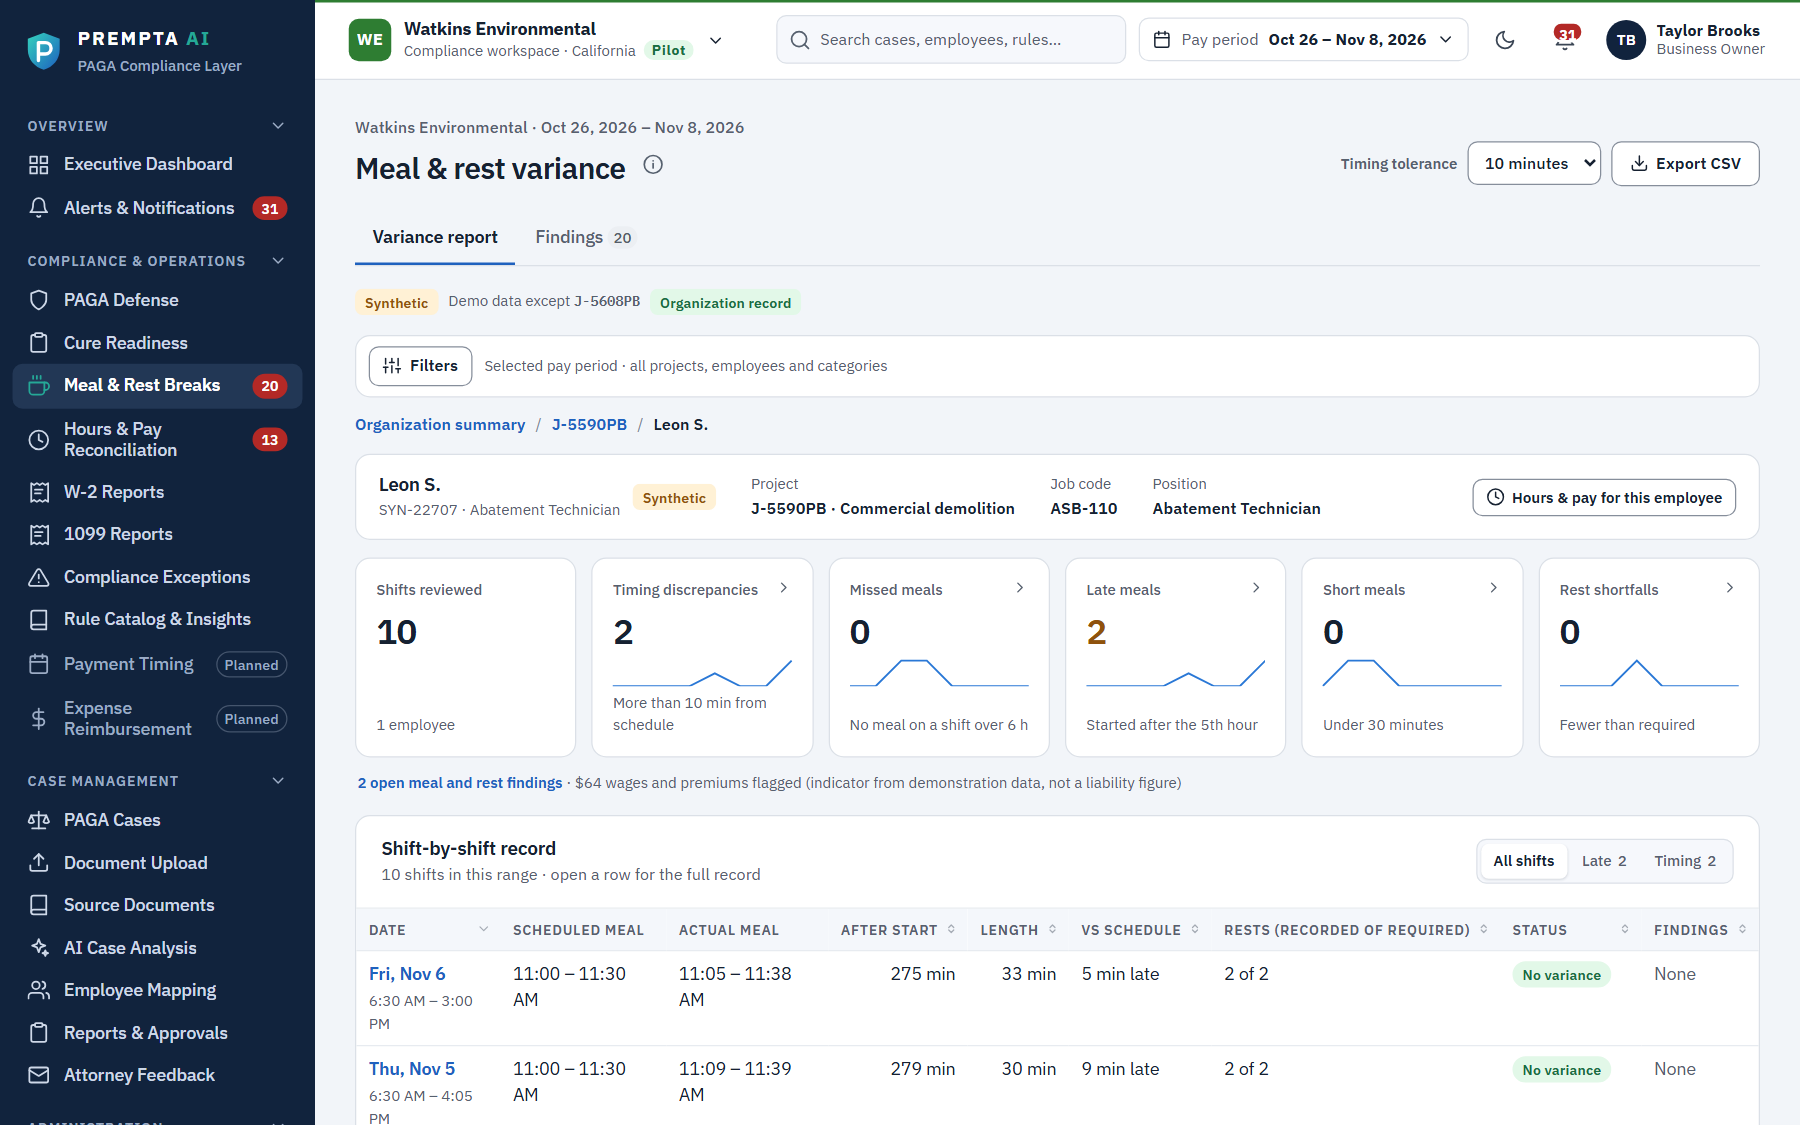 PREMPTA AI
PAGA Compliance Layer
OVERVIEW
Executive Dashboard
Alerts & Notifications 31
COMPLIANCE & OPERATIONS
PAGA Defense
Cure Readiness
Meal & Rest Breaks 20
Hours & Pay
Reconciliation 13
W-2 Reports
1099 Reports
Compliance Exceptions
Rule Catalog & Insights
Payment Timing Planned
Expense
Reimbursement Planned
CASE MANAGEMENT
PAGA Cases
Document Upload
Source Documents
AI Case Analysis
Employee Mapping
Reports & Approvals
Attorney Feedback
ADMINISTRATION
WE
Watkins Environmental
Compliance workspace · California Pilot
Search cases, employees, rules...
Pay period Oct 26 – Nov 8, 2026
31
TB
Taylor Brooks
Business Owner
Watkins Environmental · Oct 26, 2026 – Nov 8, 2026
Meal & rest variance
Timing tolerance 10 minutes Export CSV
Variance report Findings 20
Synthetic Demo data except J-5608PB Organization record
Filters Selected pay period · all projects, employees and categories
Organization summary / J-5590PB / Leon S.
Leon S.
SYN-22707 · Abatement Technician
Synthetic
Project
J-5590PB · Commercial demolition
Job code
ASB-110
Position
Abatement Technician
Hours & pay for this employee
Shifts reviewed
10
1 employee
Timing discrepancies
2
More than 10 min from
schedule
Missed meals
0
No meal on a shift over 6 h
Late meals
2
Started after the 5th hour
Short meals
0
Under 30 minutes
Rest shortfalls
0
Fewer than required
2 open meal and rest findings · $64 wages and premiums flagged (indicator from demonstration data, not a liability figure)
Shift-by-shift record
10 shifts in this range · open a row for the full record
All shifts Late 2 Timing 2
DATE SCHEDULED MEAL ACTUAL MEAL AFTER START LENGTH VS SCHEDULE RESTS (RECORDED OF REQUIRED) STATUS FINDINGS
Fri, Nov 6 11:00 – 11:30 11:05 – 11:38 275 min 33 min 5 min late 2 of 2 No variance None
6:30 AM – 3:00 AM AM
PM
Thu, Nov 5 11:00 – 11:30 11:09 – 11:39 279 min 30 min 9 min late 2 of 2 No variance None
6:30 AM – 4:05 AM AM
PM